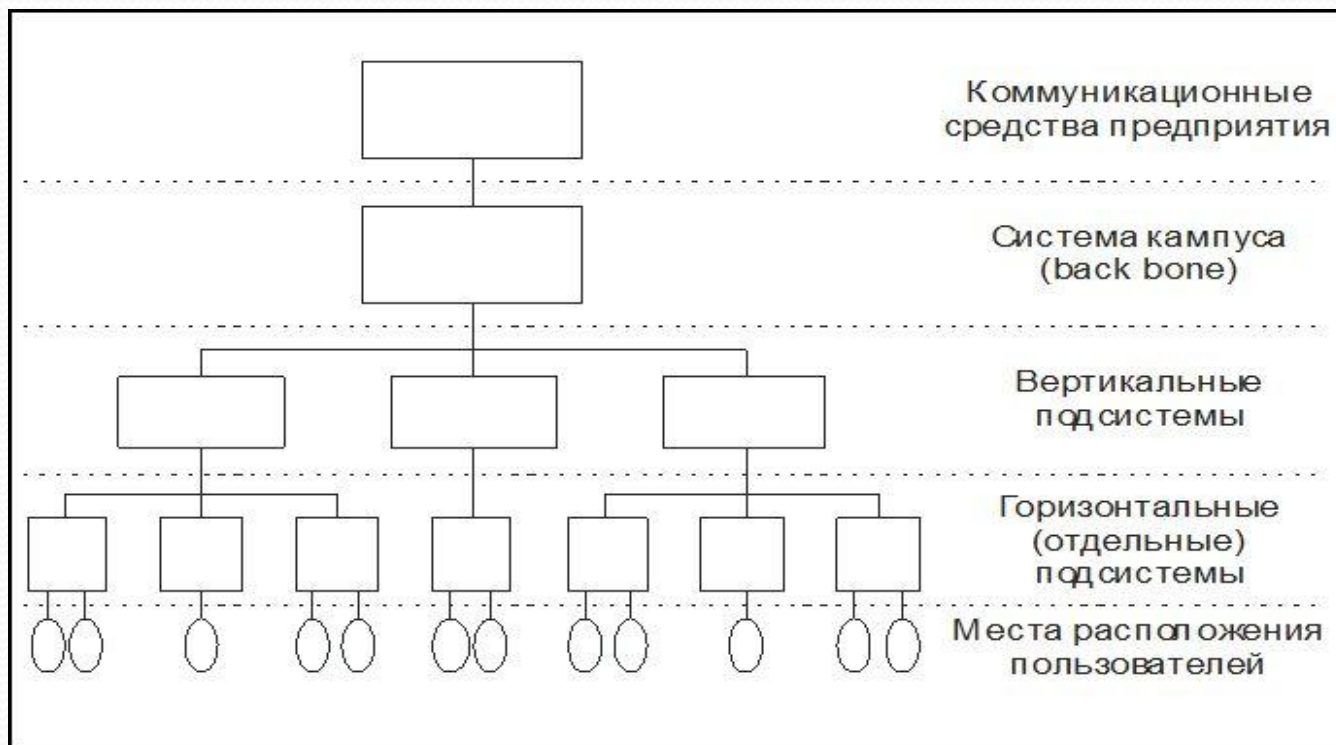 Коммуникационные
средства предприятия
Система кампуса
(back bone)
Вертикальные
подсистемы
Горизонтальные
(отдельные)
подсистемы
Места расположения
пользователей